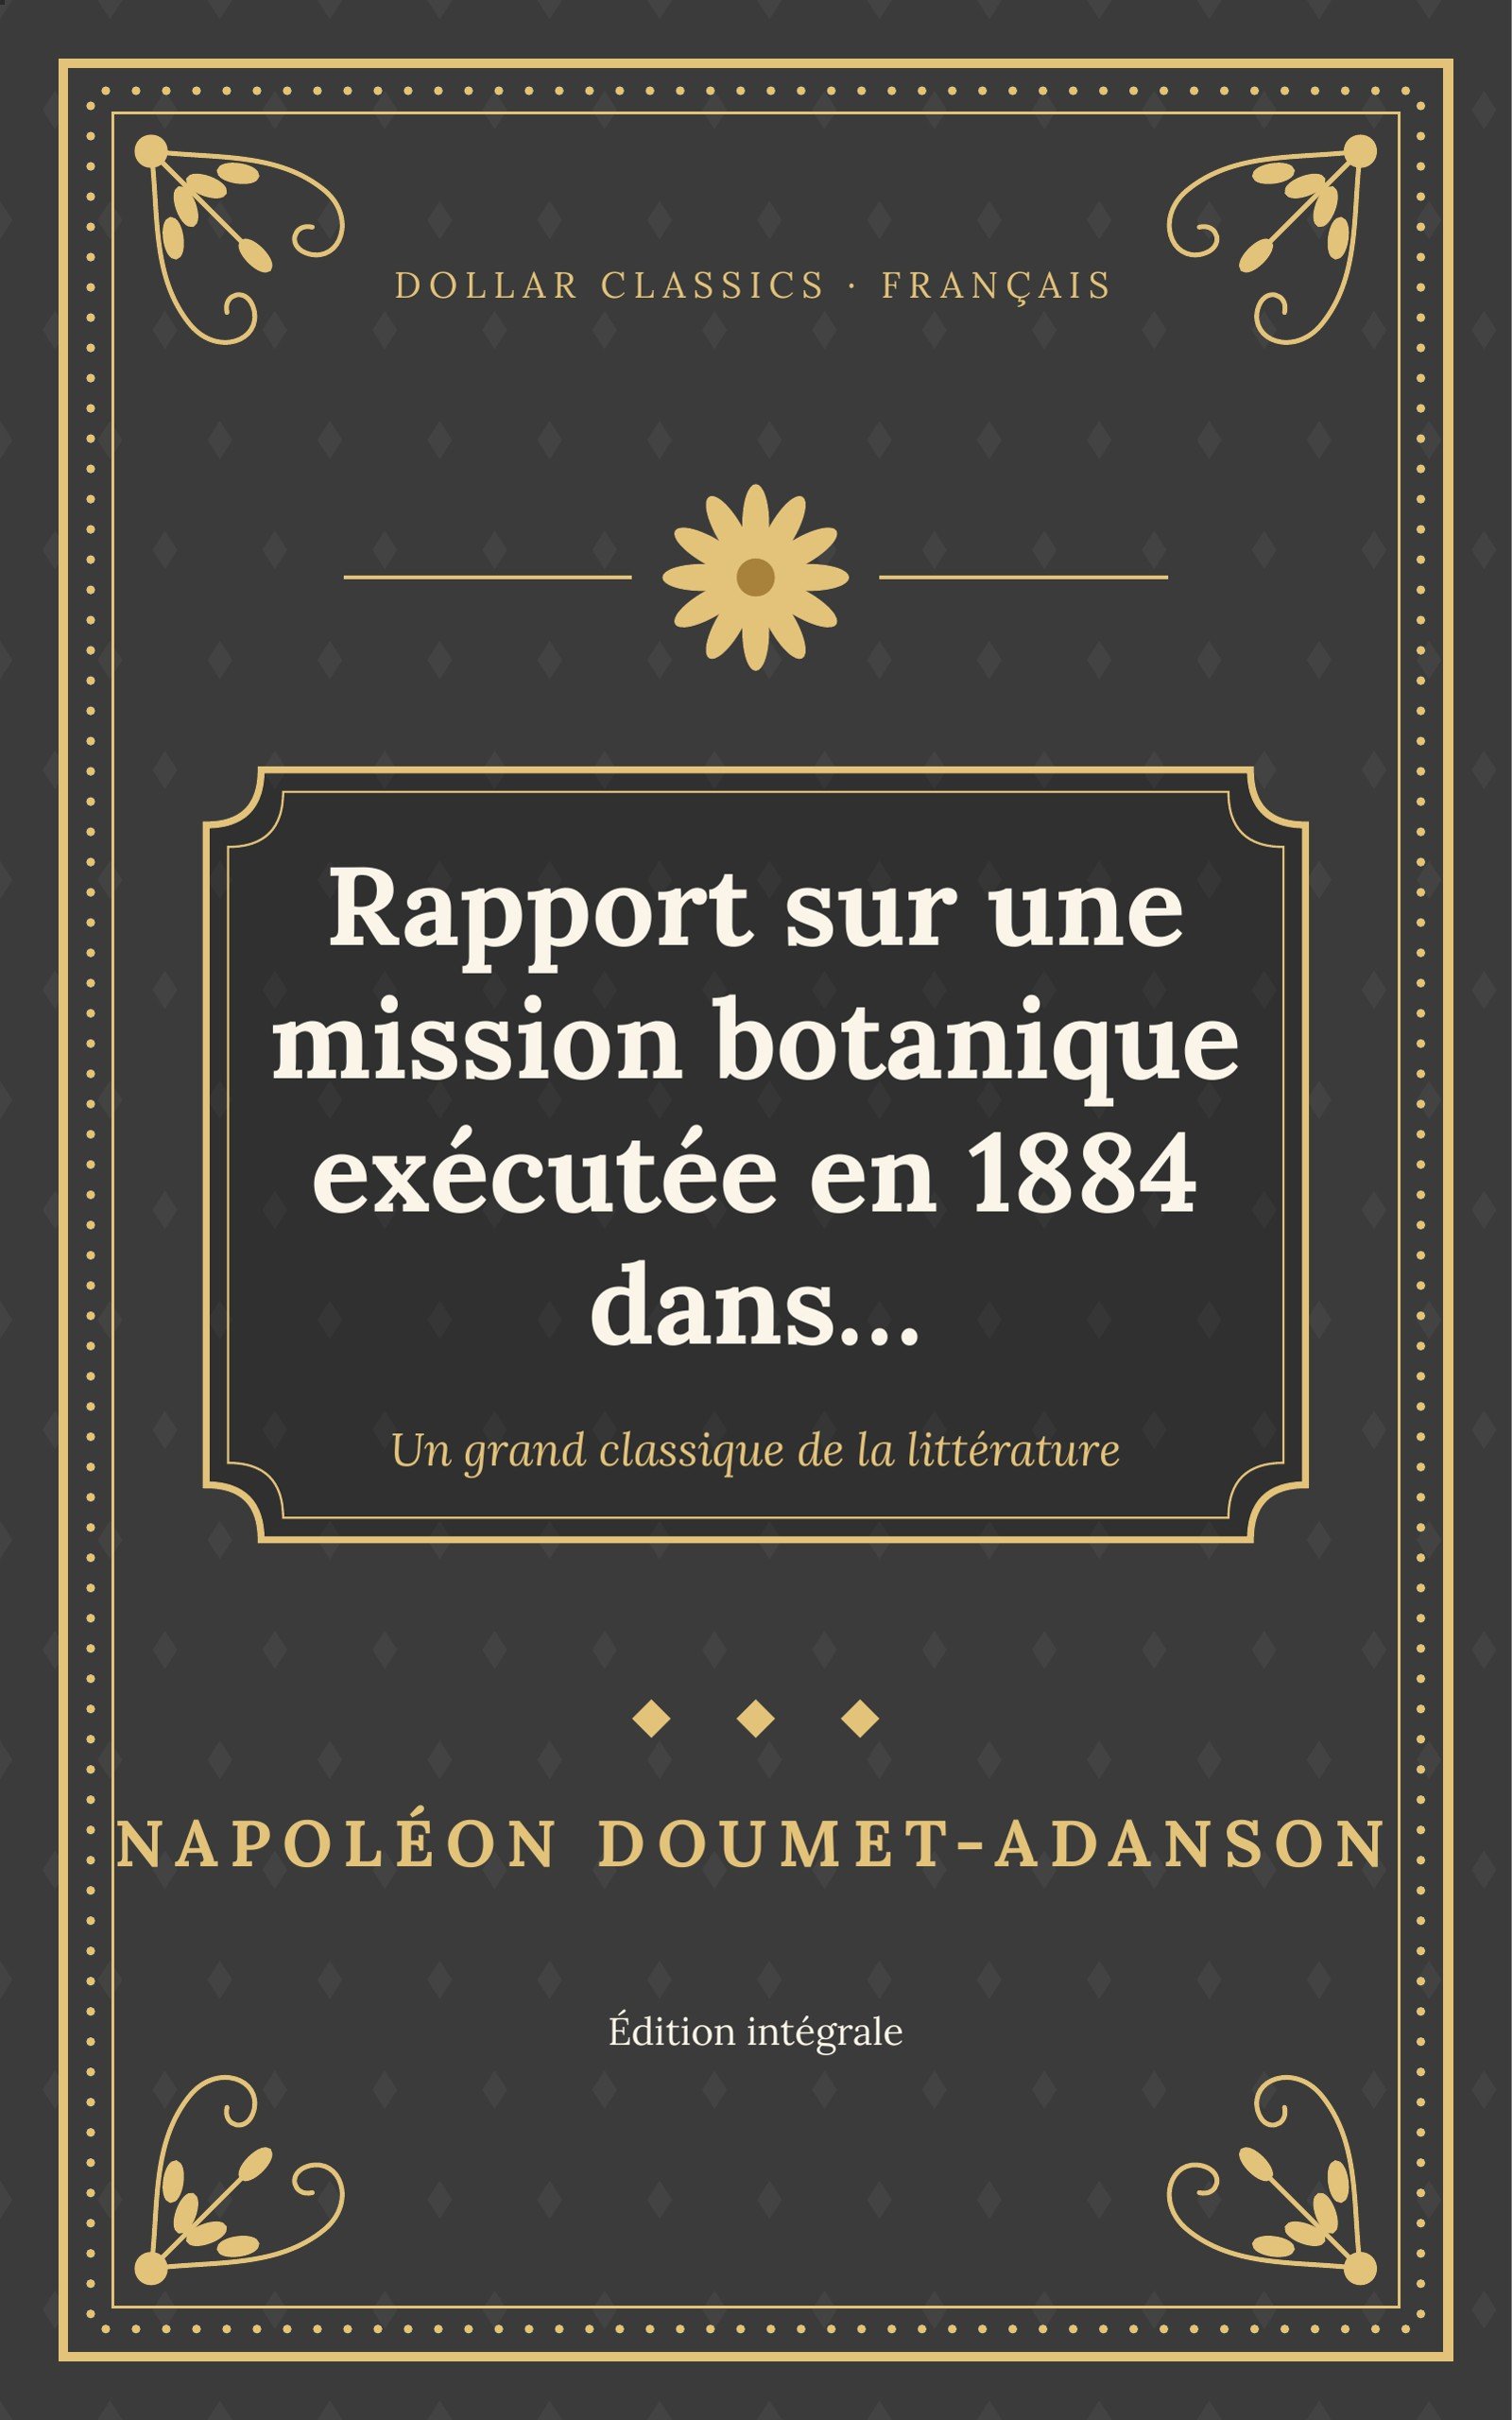 DOLLAR CLASSICS · FRANÇAIS
Rapport sur une
mission botanique
exécutée en 1884
dans...
Un grand classique de la littérature
NAPOLÉON DOUMET-ADANSON
Édition intégrale